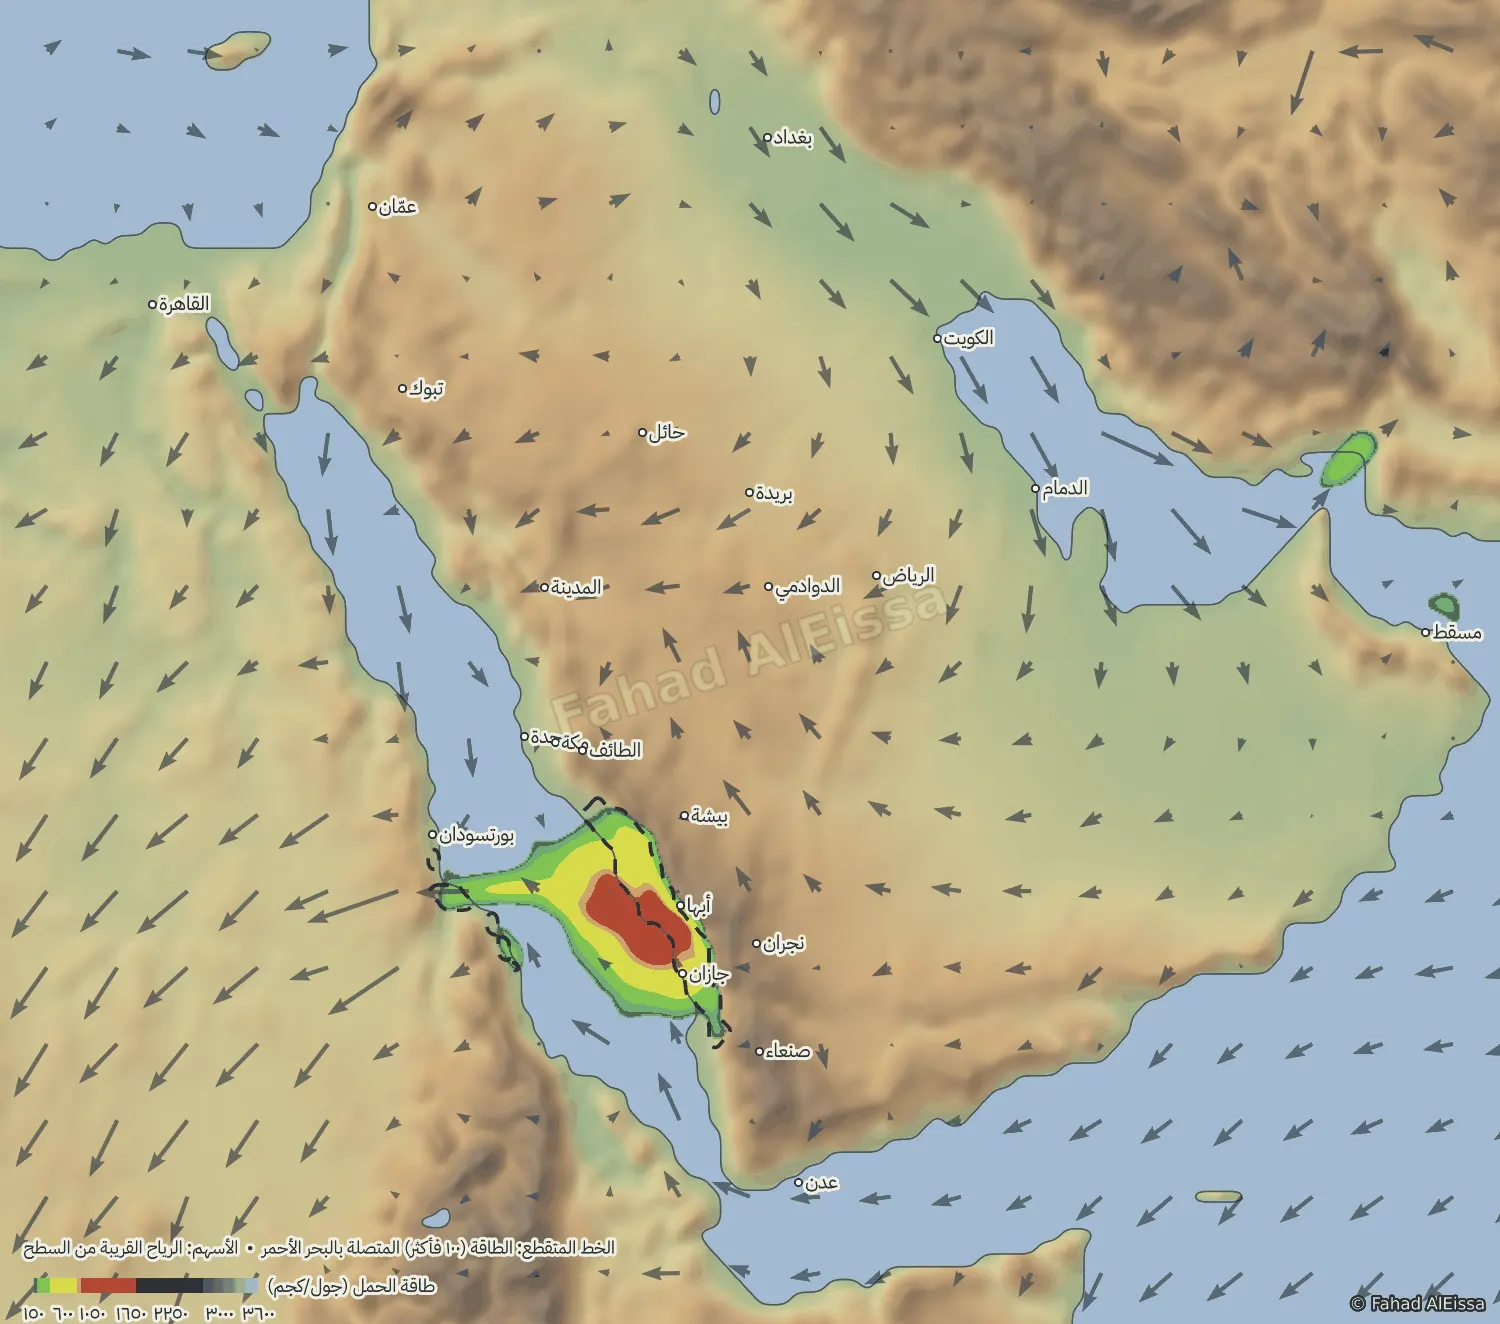 بغداد
عمّان
القاهرة
الكويت
تبوك
حائل
الدمام
بريدة
الرياض
الدوادمي
المدينة
مسقط
Fahad AlEissa
جدة
مكة
الطائف
بيشة
بورتسودان
أبها
نجران
جازان
صنعاء
عدن
الخط المتقطع: الطاقة (١٠٠ فأكثر) المتصلة بالبحر الأحمر • الأسهم: الرياح القريبة من السطح
طاقة الحمل (جول/كجم)
١٥٠ ٦٠٠ ١٠٥٠ ١٦٥٠ ٢٢٥٠ ٣٠٠٠ ٣٦٠٠
© Fahad AlEissa